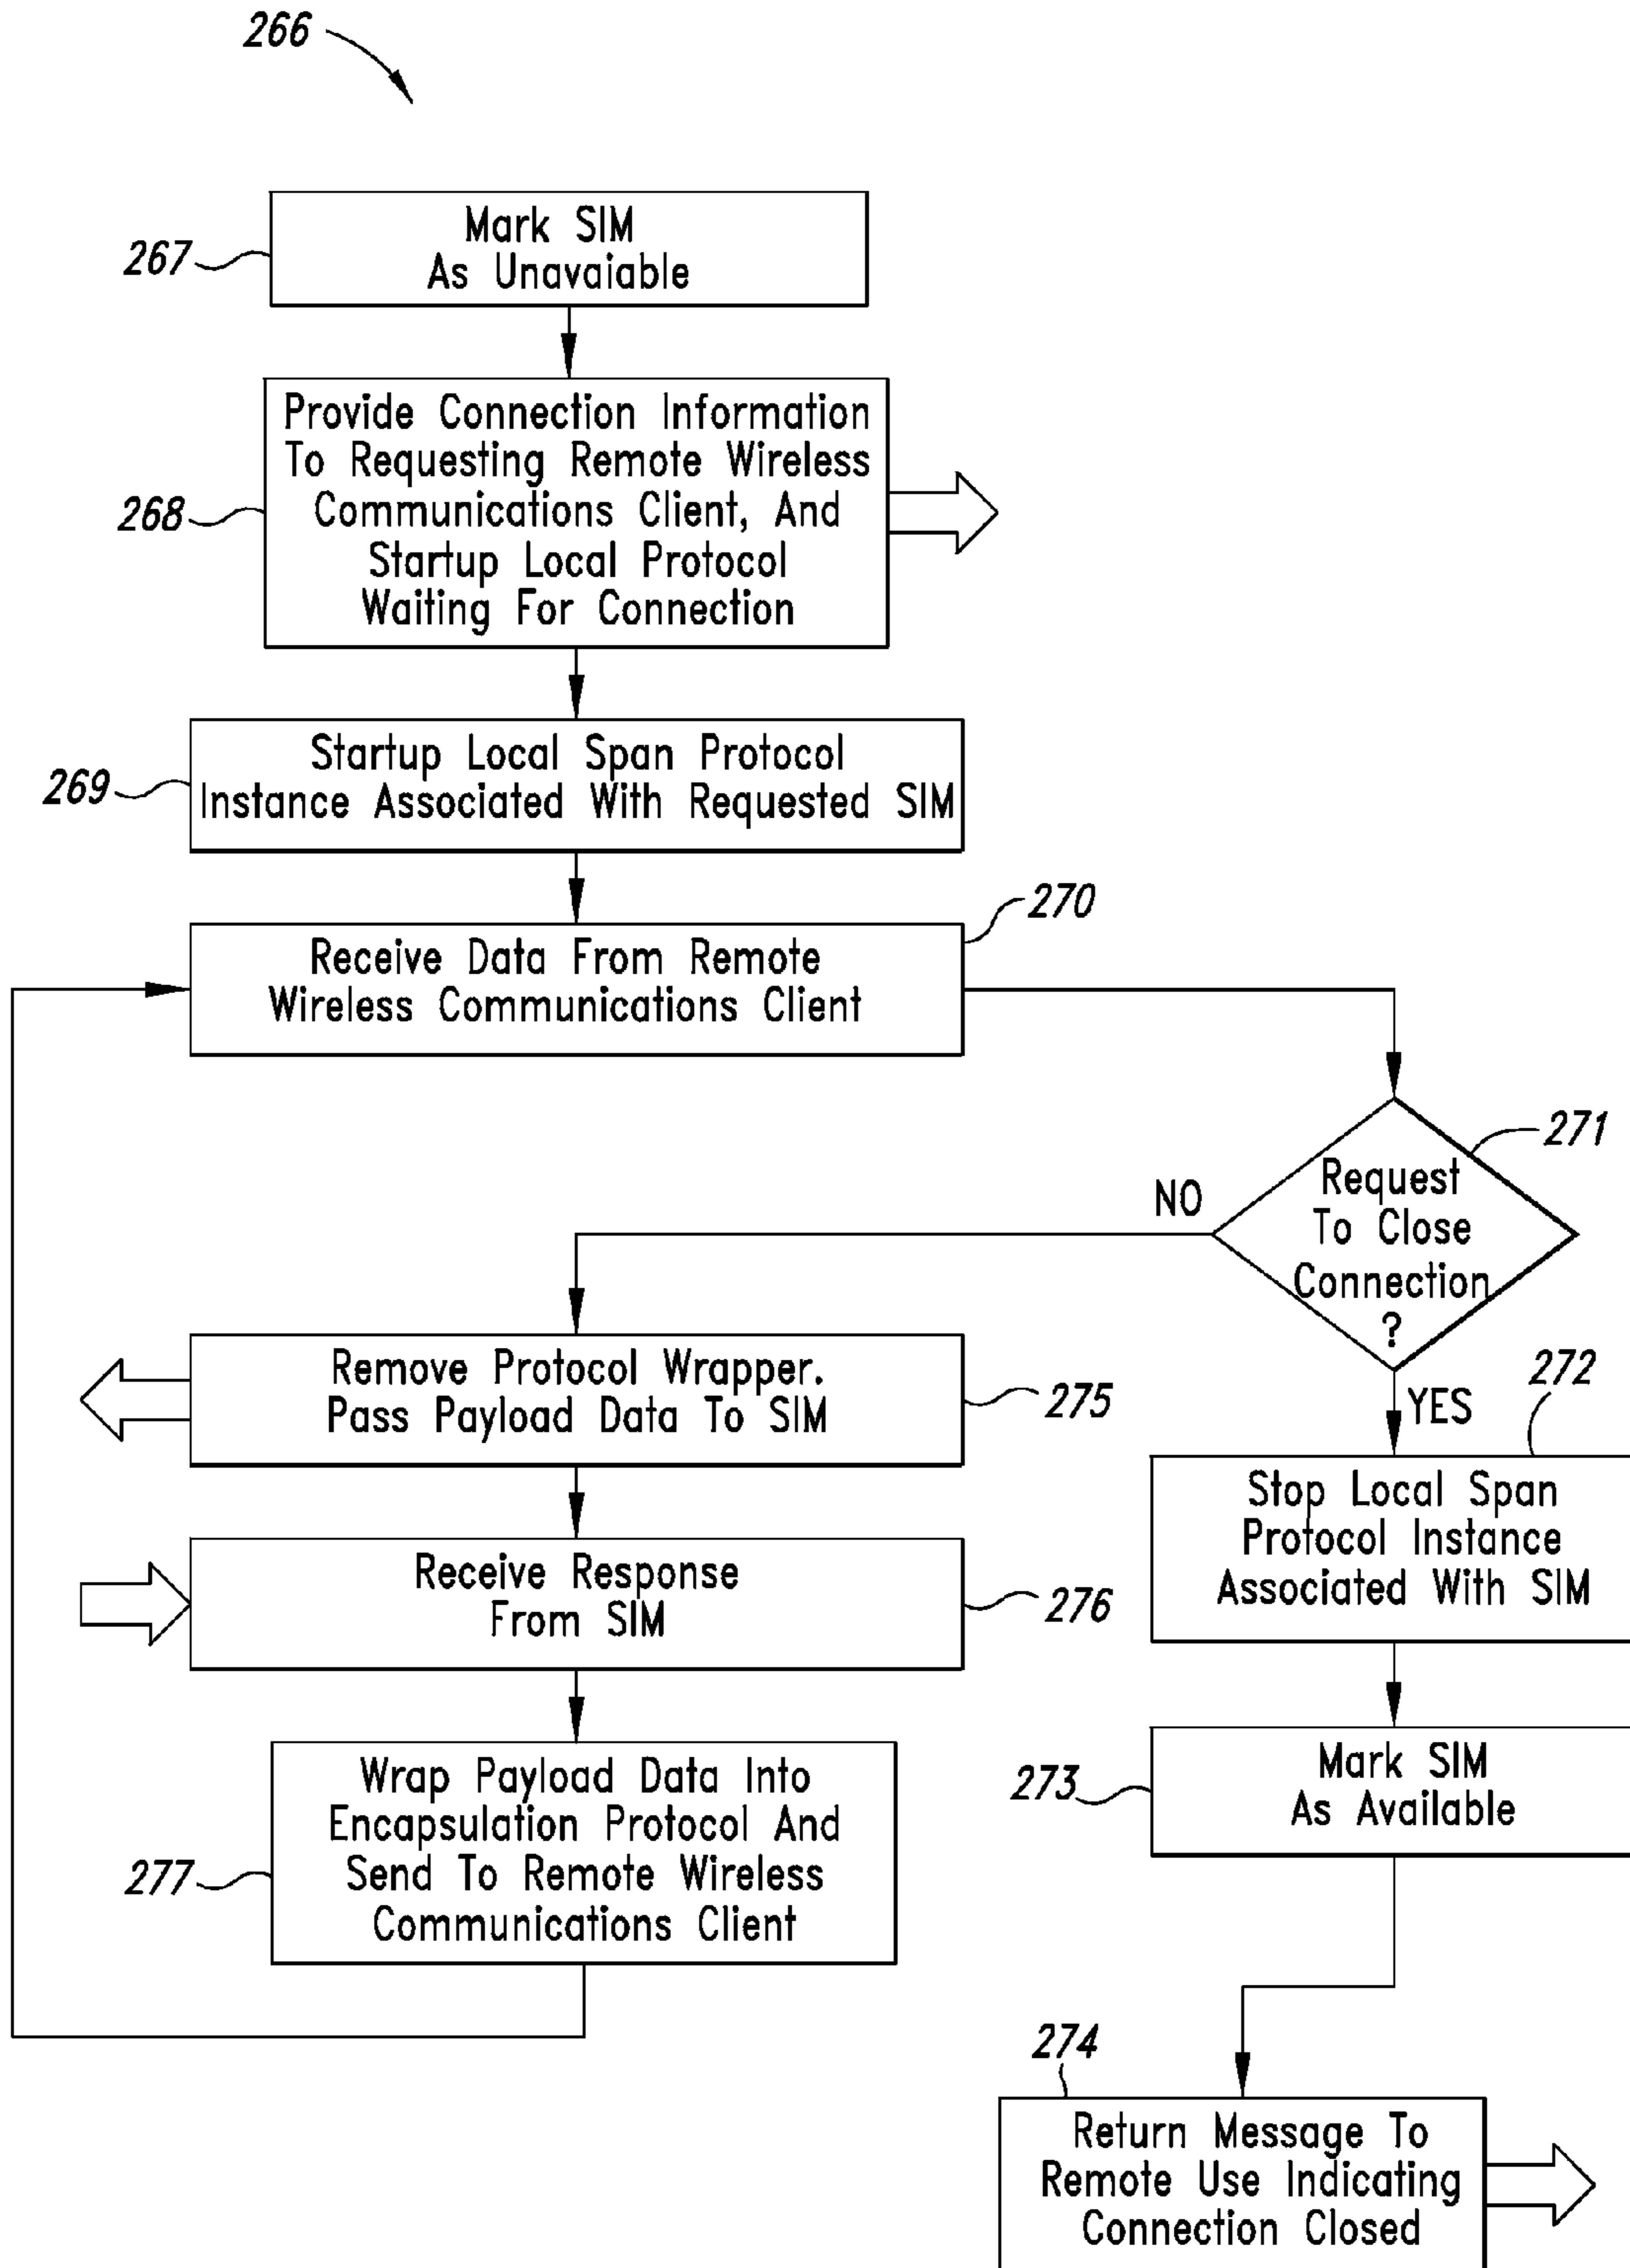 266
267
Mark SIM
As Unavaiable
268
Provide Connection Information
To Requesting Remote Wireless
Communications Client, And
Startup Local Protocol
Waiting For Connection
269
Startup Local Span Protocol
Instance Associated With Requested SIM
270
Receive Data From Remote
Wireless Communications Client
271
Request
To Close
Connection
?
NO
YES
275
Remove Protocol Wrapper.
Pass Payload Data To SIM
276
Receive Response
From SIM
277
Wrap Payload Data Into
Encapsulation Protocol And
Send To Remote Wireless
Communications Client
272
Stop Local Span
Protocol Instance
Associated With SIM
273
Mark SIM
As Available
274
Return Message To
Remote Use Indicating
Connection Closed